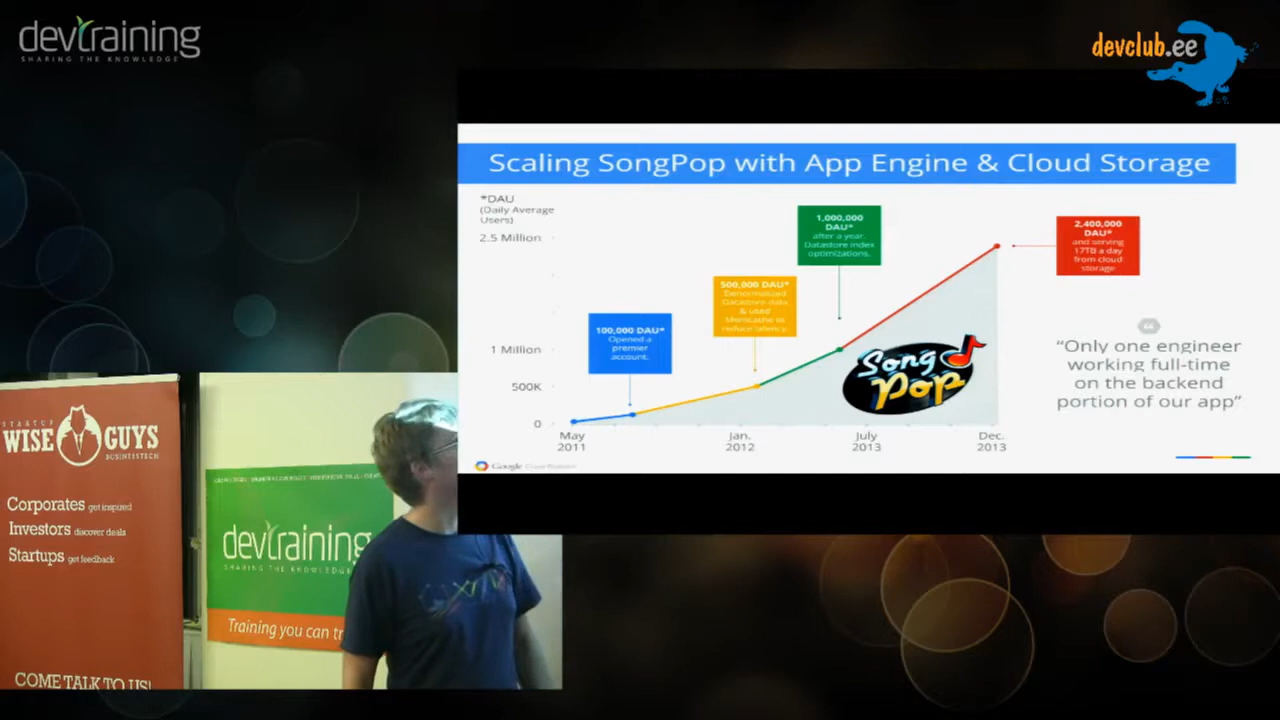 devtraining
SHARING THE KNOWLEDGE
devclub.ee
Scaling SongPop with App Engine & Cloud Storage
*DAU
(Daily Average
Users)
2.5 Million
1 Million
500K
0
100,000 DAU*
Opened a
premier
account.
500,000 DAU*
Denormalized
Datastore data
& used
Memcache to
reduce latency.
1,000,000
DAU*
after a year.
Datastore index
optimizations.
2,400,000
DAU*
and serving
17TB a day
from cloud
storage
Song
Pop
“Only one engineer
working full-time
on the backend
portion of our app”
May
2011
Jan.
2012
July
2013
Dec.
2013
Google
STARTUP
WISE GUYS
BUSINESSTECH
Corporates get inspired
Investors discover deals
Startups get feedback
COME TALK TO US!
devtraining
SHARING THE KNOWLEDGE
Training you can